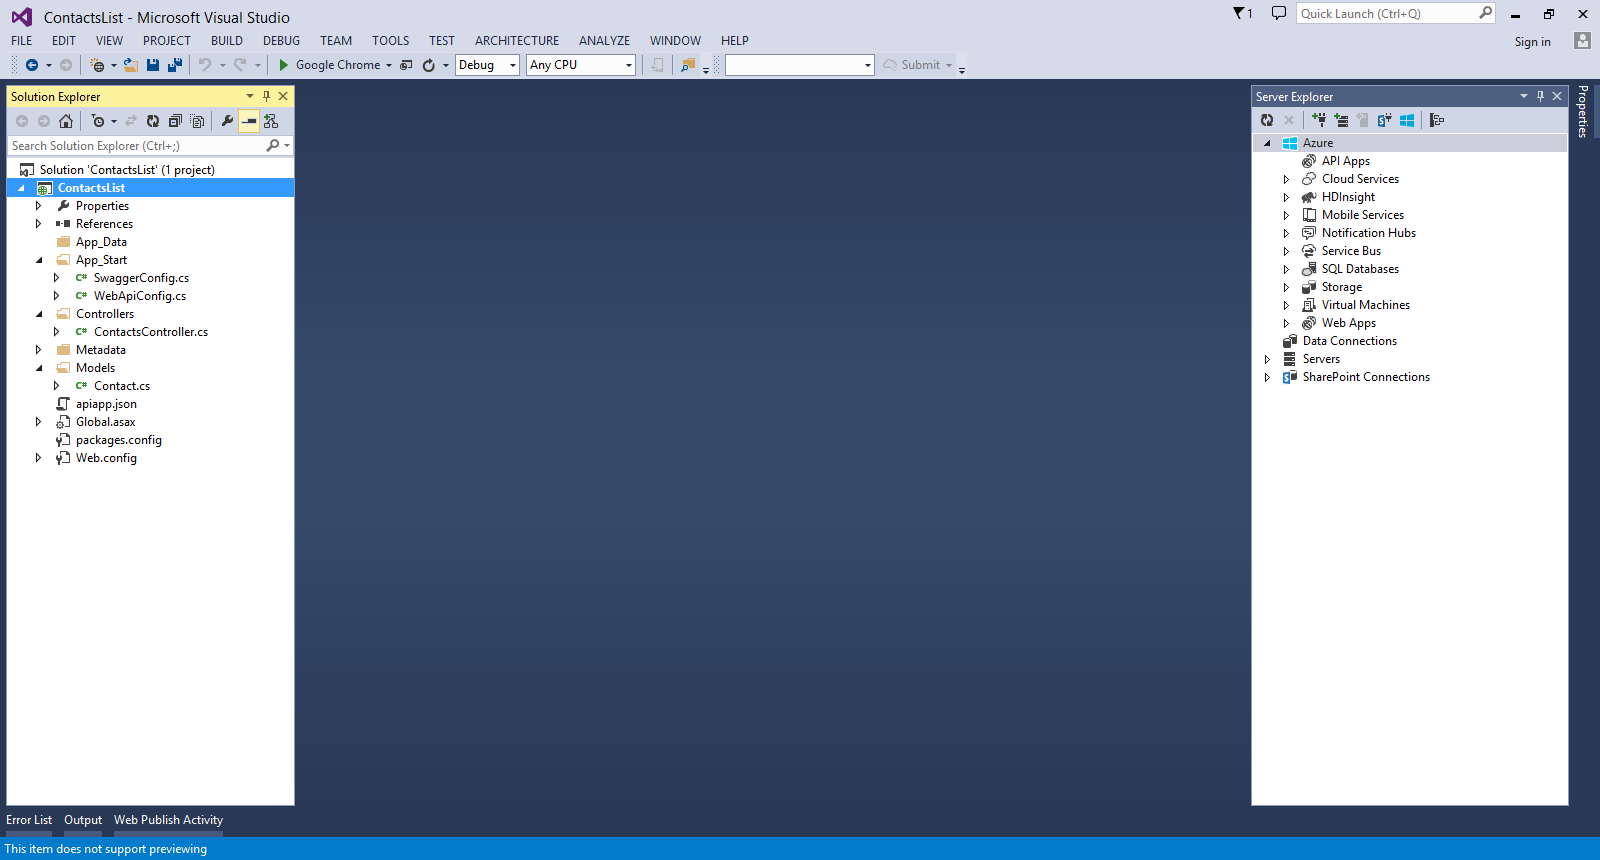 ContactsList - Microsoft Visual Studio
1
Quick Launch (Ctrl+Q)
FILE EDIT VIEW PROJECT BUILD DEBUG TEAM TOOLS TEST ARCHITECTURE ANALYZE WINDOW HELP
Sign in
Google Chrome Debug Any CPU Submit
Solution Explorer
Search Solution Explorer (Ctrl+;)
Solution 'ContactsList' (1 project)
ContactsList
Properties
References
App_Data
App_Start
C# SwaggerConfig.cs
C# WebApiConfig.cs
Controllers
C# ContactsController.cs
Metadata
Models
C# Contact.cs
apiapp.json
Global.asax
packages.config
Web.config
Server Explorer
Azure
API Apps
Cloud Services
HDInsight
Mobile Services
Notification Hubs
Service Bus
SQL Databases
Storage
Virtual Machines
Web Apps
Data Connections
Servers
SharePoint Connections
Properties
Error List Output Web Publish Activity
This item does not support previewing